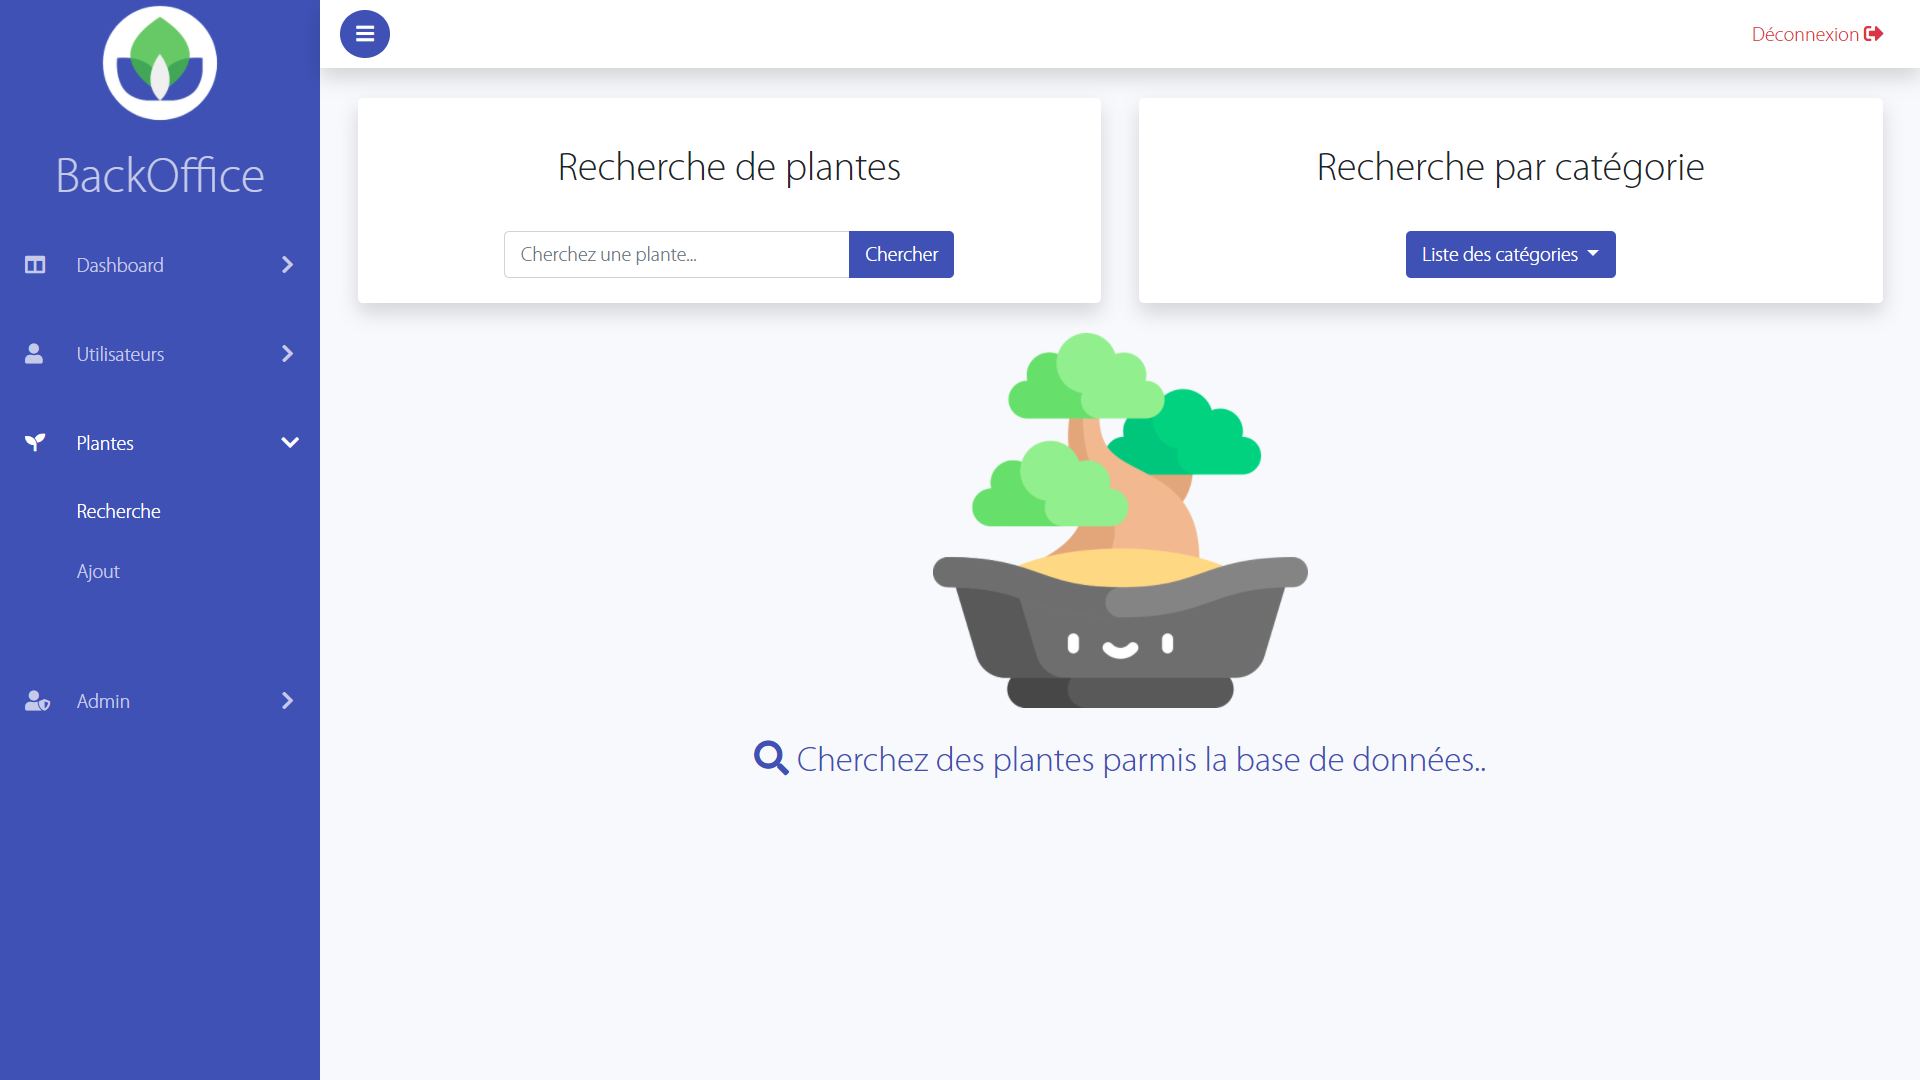 BackOffice
Dashboard
Utilisateurs
Plantes
Recherche
Ajout
Admin
Déconnexion
Recherche de plantes
Cherchez une plante...
Chercher
Recherche par catégorie
Liste des catégories
Cherchez des plantes parmis la base de données..